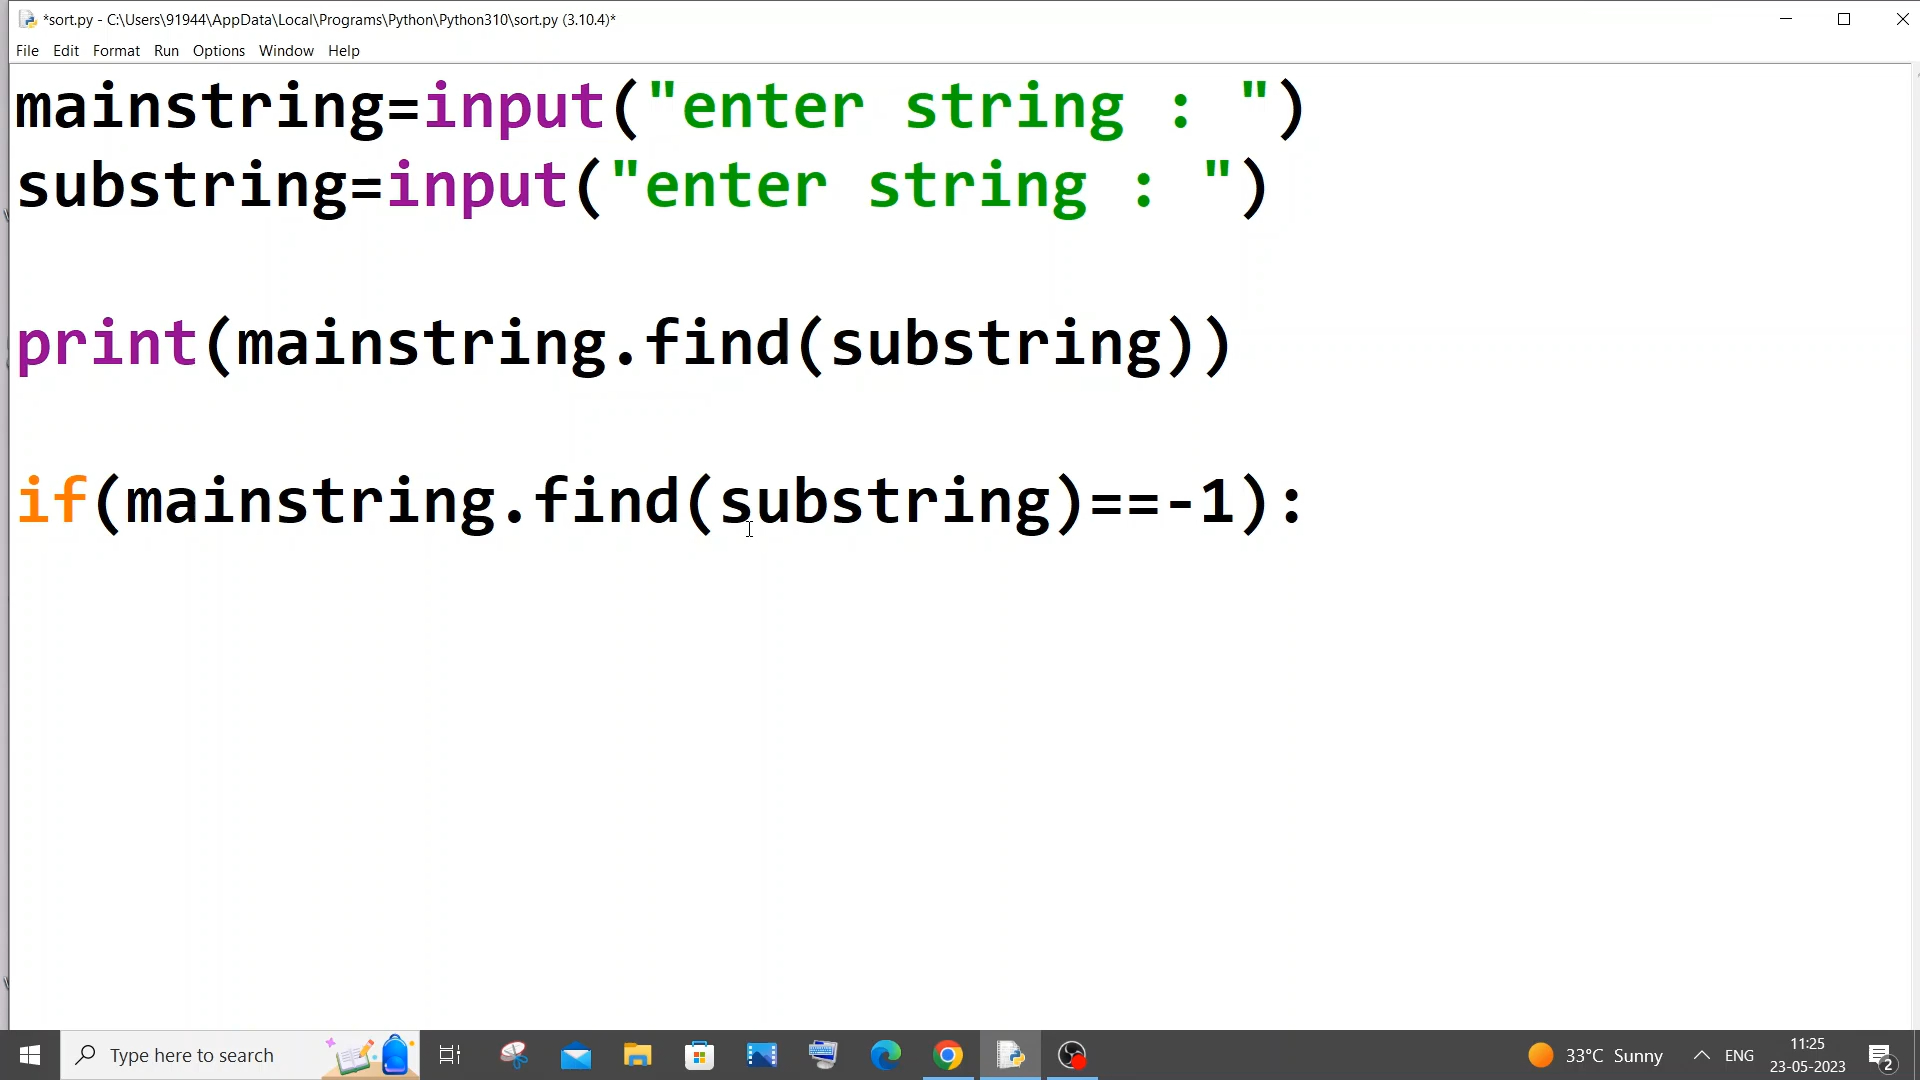 *sort.py - C:\Users\91944\AppData\Local\Programs\Python\Python310\sort.py (3.10.4)*
File Edit Format Run Options Window Help
mainstring=input("enter string : ")
substring=input("enter string : ")
print(mainstring.find(substring))
if(mainstring.find(substring)==-1):
Type here to search
33°C Sunny
ENG
11:25
23-05-2023
2